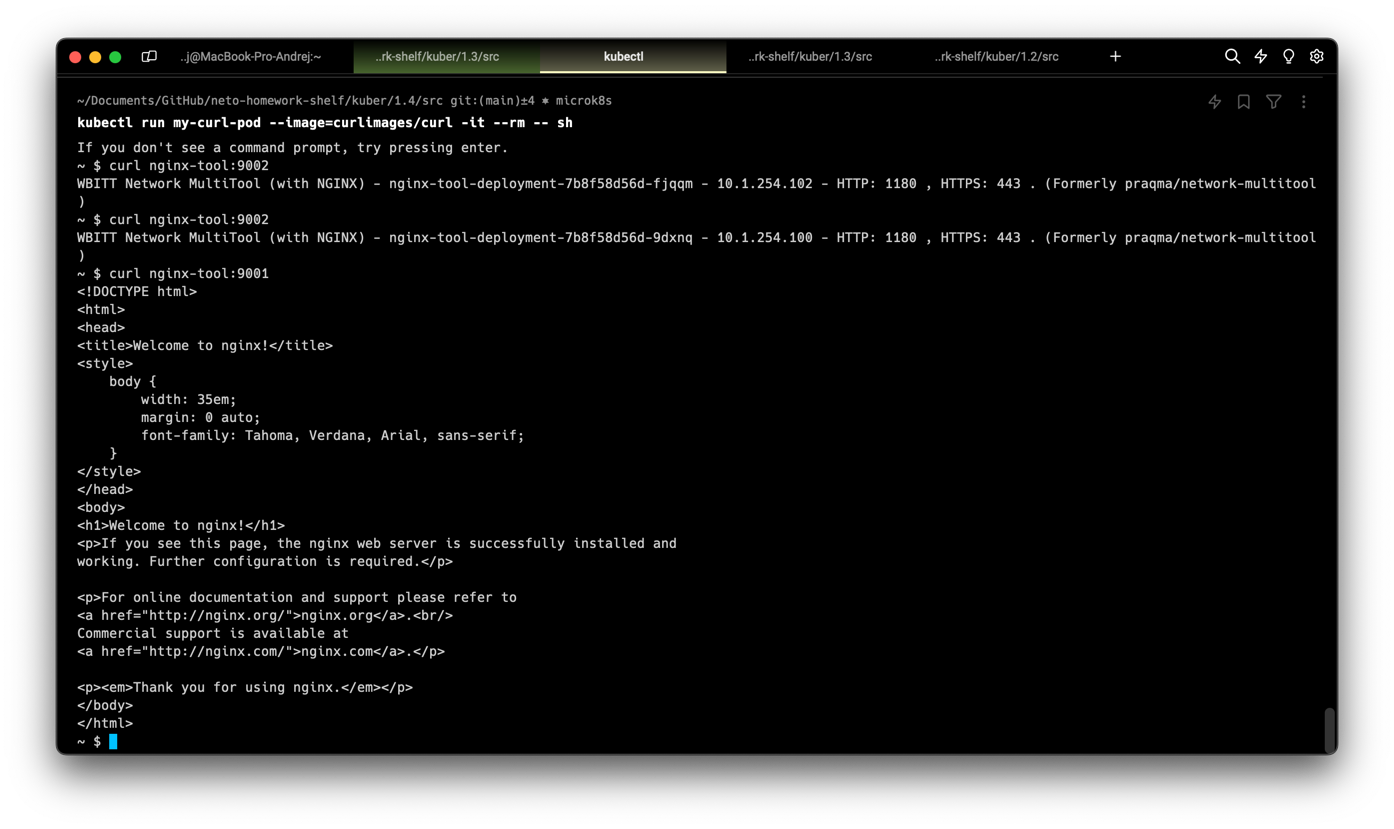 ..j@MacBook-Pro-Andrej:~ ..rk-shelf/kuber/1.3/src kubectl ..rk-shelf/kuber/1.3/src ..rk-shelf/kuber/1.2/src +
~/Documents/GitHub/neto-homework-shelf/kuber/1.4/src git:(main)±4 ⎈ microk8s
kubectl run my-curl-pod --image=curlimages/curl -it --rm -- sh
If you don't see a command prompt, try pressing enter.
~ $ curl nginx-tool:9002
WBITT Network MultiTool (with NGINX) - nginx-tool-deployment-7b8f58d56d-fjqqm - 10.1.254.102 - HTTP: 1180 , HTTPS: 443 . (Formerly praqma/network-multitool
)
~ $ curl nginx-tool:9002
WBITT Network MultiTool (with NGINX) - nginx-tool-deployment-7b8f58d56d-9dxnq - 10.1.254.100 - HTTP: 1180 , HTTPS: 443 . (Formerly praqma/network-multitool
)
~ $ curl nginx-tool:9001
<!DOCTYPE html>
<html>
<head>
<title>Welcome to nginx!</title>
<style>
    body {
        width: 35em;
        margin: 0 auto;
        font-family: Tahoma, Verdana, Arial, sans-serif;
    }
</style>
</head>
<body>
<h1>Welcome to nginx!</h1>
<p>If you see this page, the nginx web server is successfully installed and
working. Further configuration is required.</p>

<p>For online documentation and support please refer to
<a href="http://nginx.org/">nginx.org</a>.<br/>
Commercial support is available at
<a href="http://nginx.com/">nginx.com</a>.</p>

<p><em>Thank you for using nginx.</em></p>
</body>
</html>
~ $